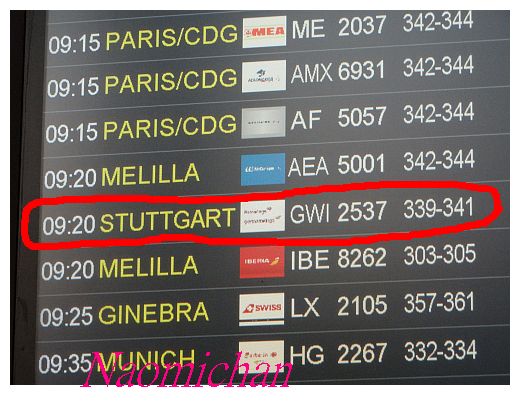 09:15 PARIS/CDG MEA ME 2037 342-344
09:15 PARIS/CDG AMX 6931 342-344
09:15 PARIS/CDG AF 5057 342-344
09:20 MELILLA AEA 5001 342-344
09:20 STUTTGART germanwings GWI 2537 339-341
09:20 MELILLA IBERIA IBE 8262 303-305
09:25 GINEBRA SWISS LX 2105 357-361
09:35 MUNICH HG 2267 332-334
Naomichan